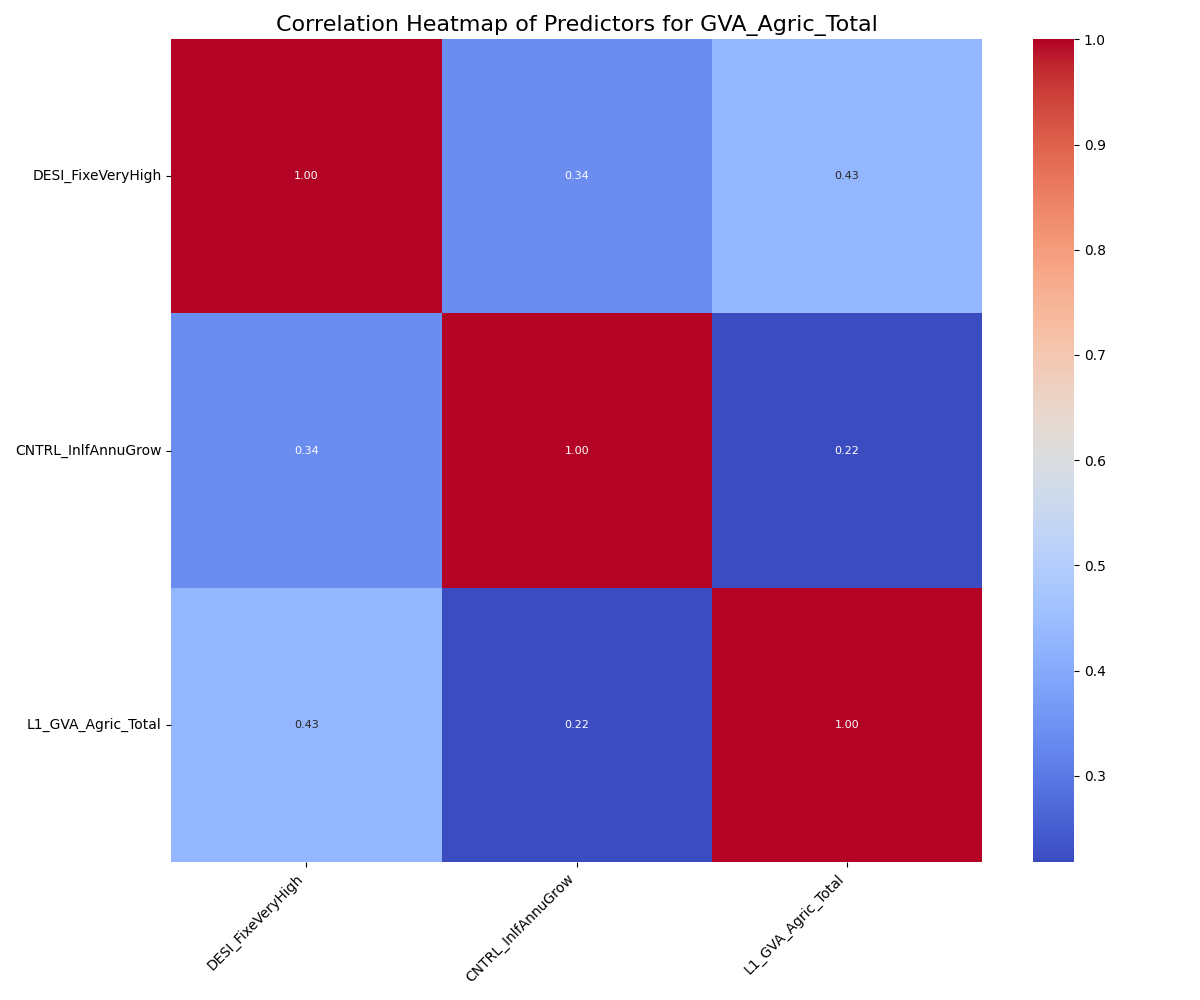 Correlation Heatmap of Predictors for GVA_Agric_Total
DESI_FixeVeryHigh
1.00
0.34
0.43
CNTRL_InlfAnnuGrow
0.34
1.00
0.22
L1_GVA_Agric_Total
0.43
0.22
1.00
DESI_FixeVeryHigh
CNTRL_InlfAnnuGrow
L1_GVA_Agric_Total
1.0
0.9
0.8
0.7
0.6
0.5
0.4
0.3